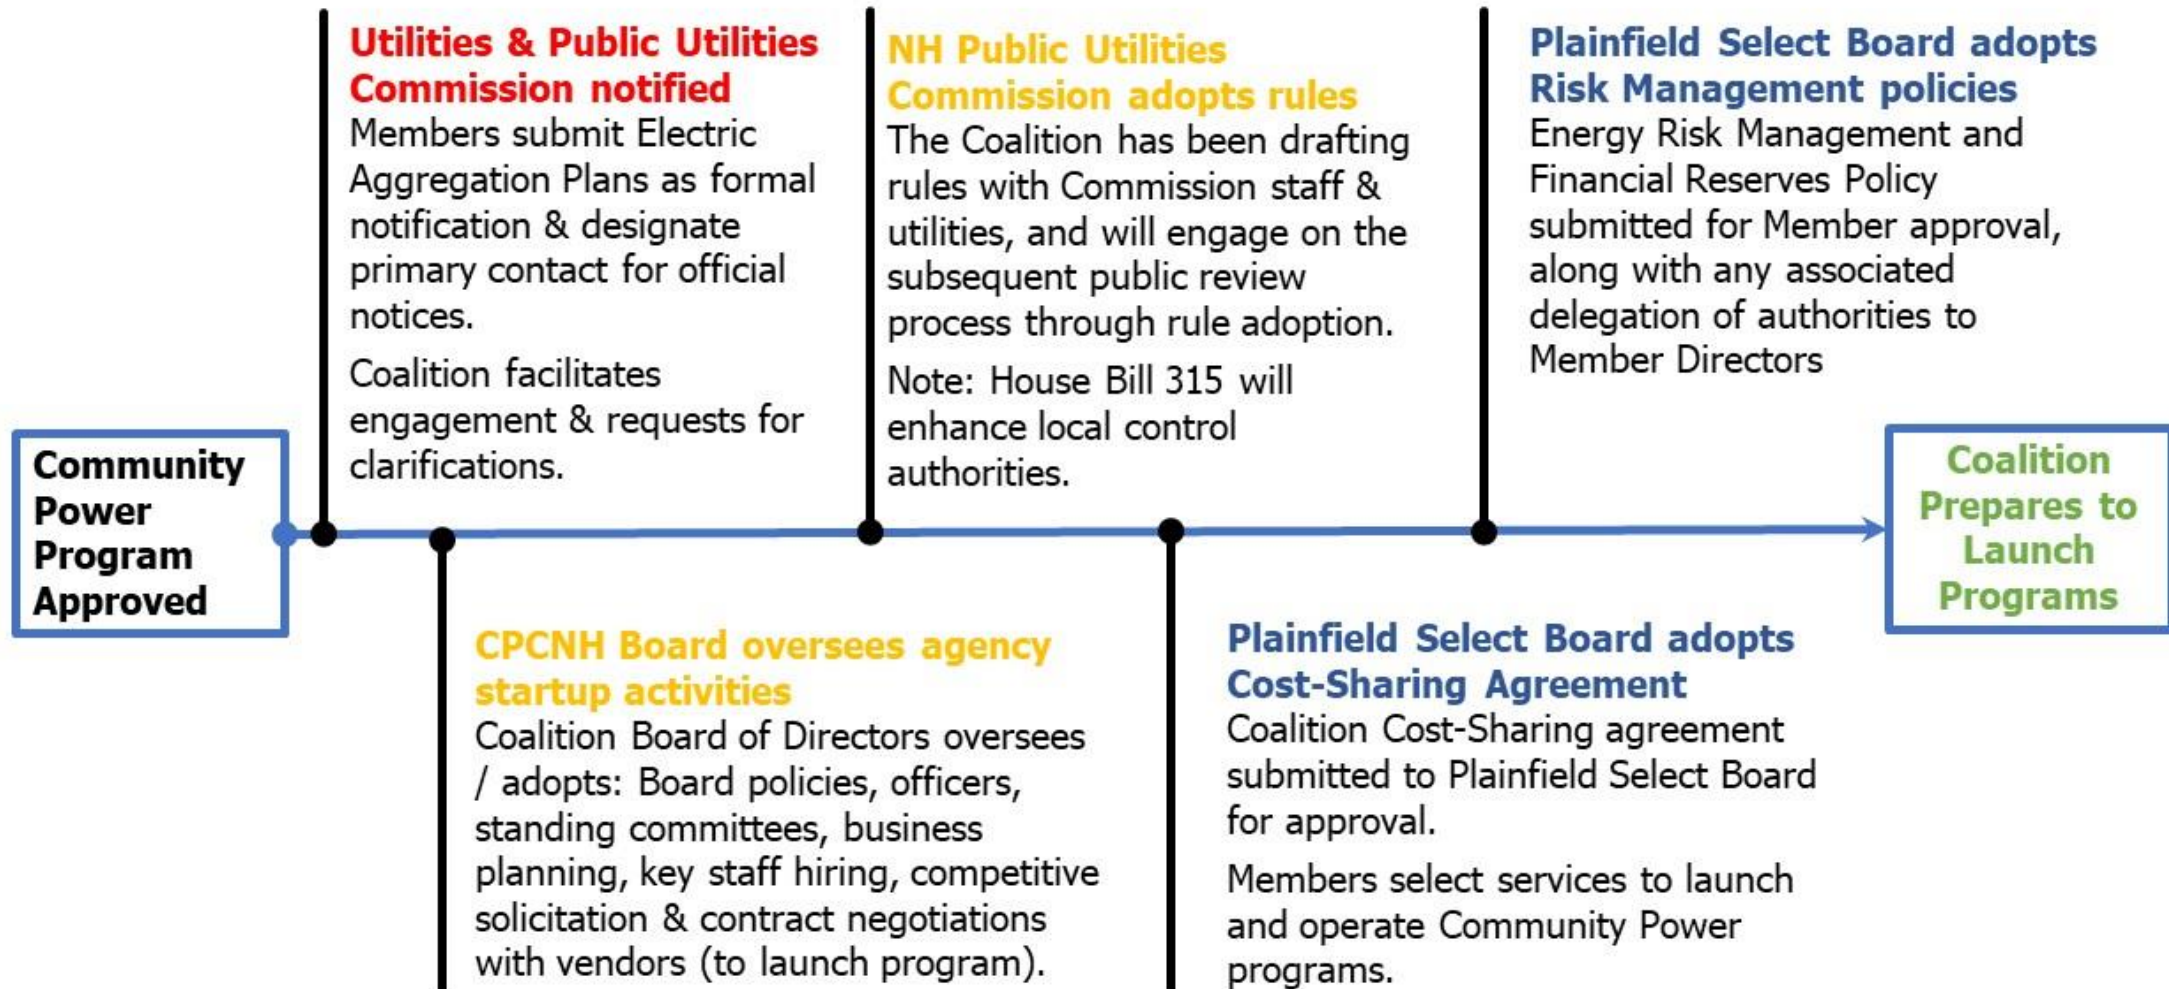 Community
Power
Program
Approved
Utilities & Public Utilities
Commission notified
Members submit Electric
Aggregation Plans as formal
notification & designate
primary contact for official
notices.
Coalition facilitates
engagement & requests for
clarifications.
CPCNH Board oversees agency
startup activities
Coalition Board of Directors oversees
/ adopts: Board policies, officers,
standing committees, business
planning, key staff hiring, competitive
solicitation & contract negotiations
with vendors (to launch program).
NH Public Utilities
Commission adopts rules
The Coalition has been drafting
rules with Commission staff &
utilities, and will engage on the
subsequent public review
process through rule adoption.
Note: House Bill 315 will
enhance local control
authorities.
Plainfield Select Board adopts
Cost-Sharing Agreement
Coalition Cost-Sharing agreement
submitted to Plainfield Select Board
for approval.
Members select services to launch
and operate Community Power
programs.
Plainfield Select Board adopts
Risk Management policies
Energy Risk Management and
Financial Reserves Policy
submitted for Member approval,
along with any associated
delegation of authorities to
Member Directors
Coalition
Prepares to
Launch
Programs